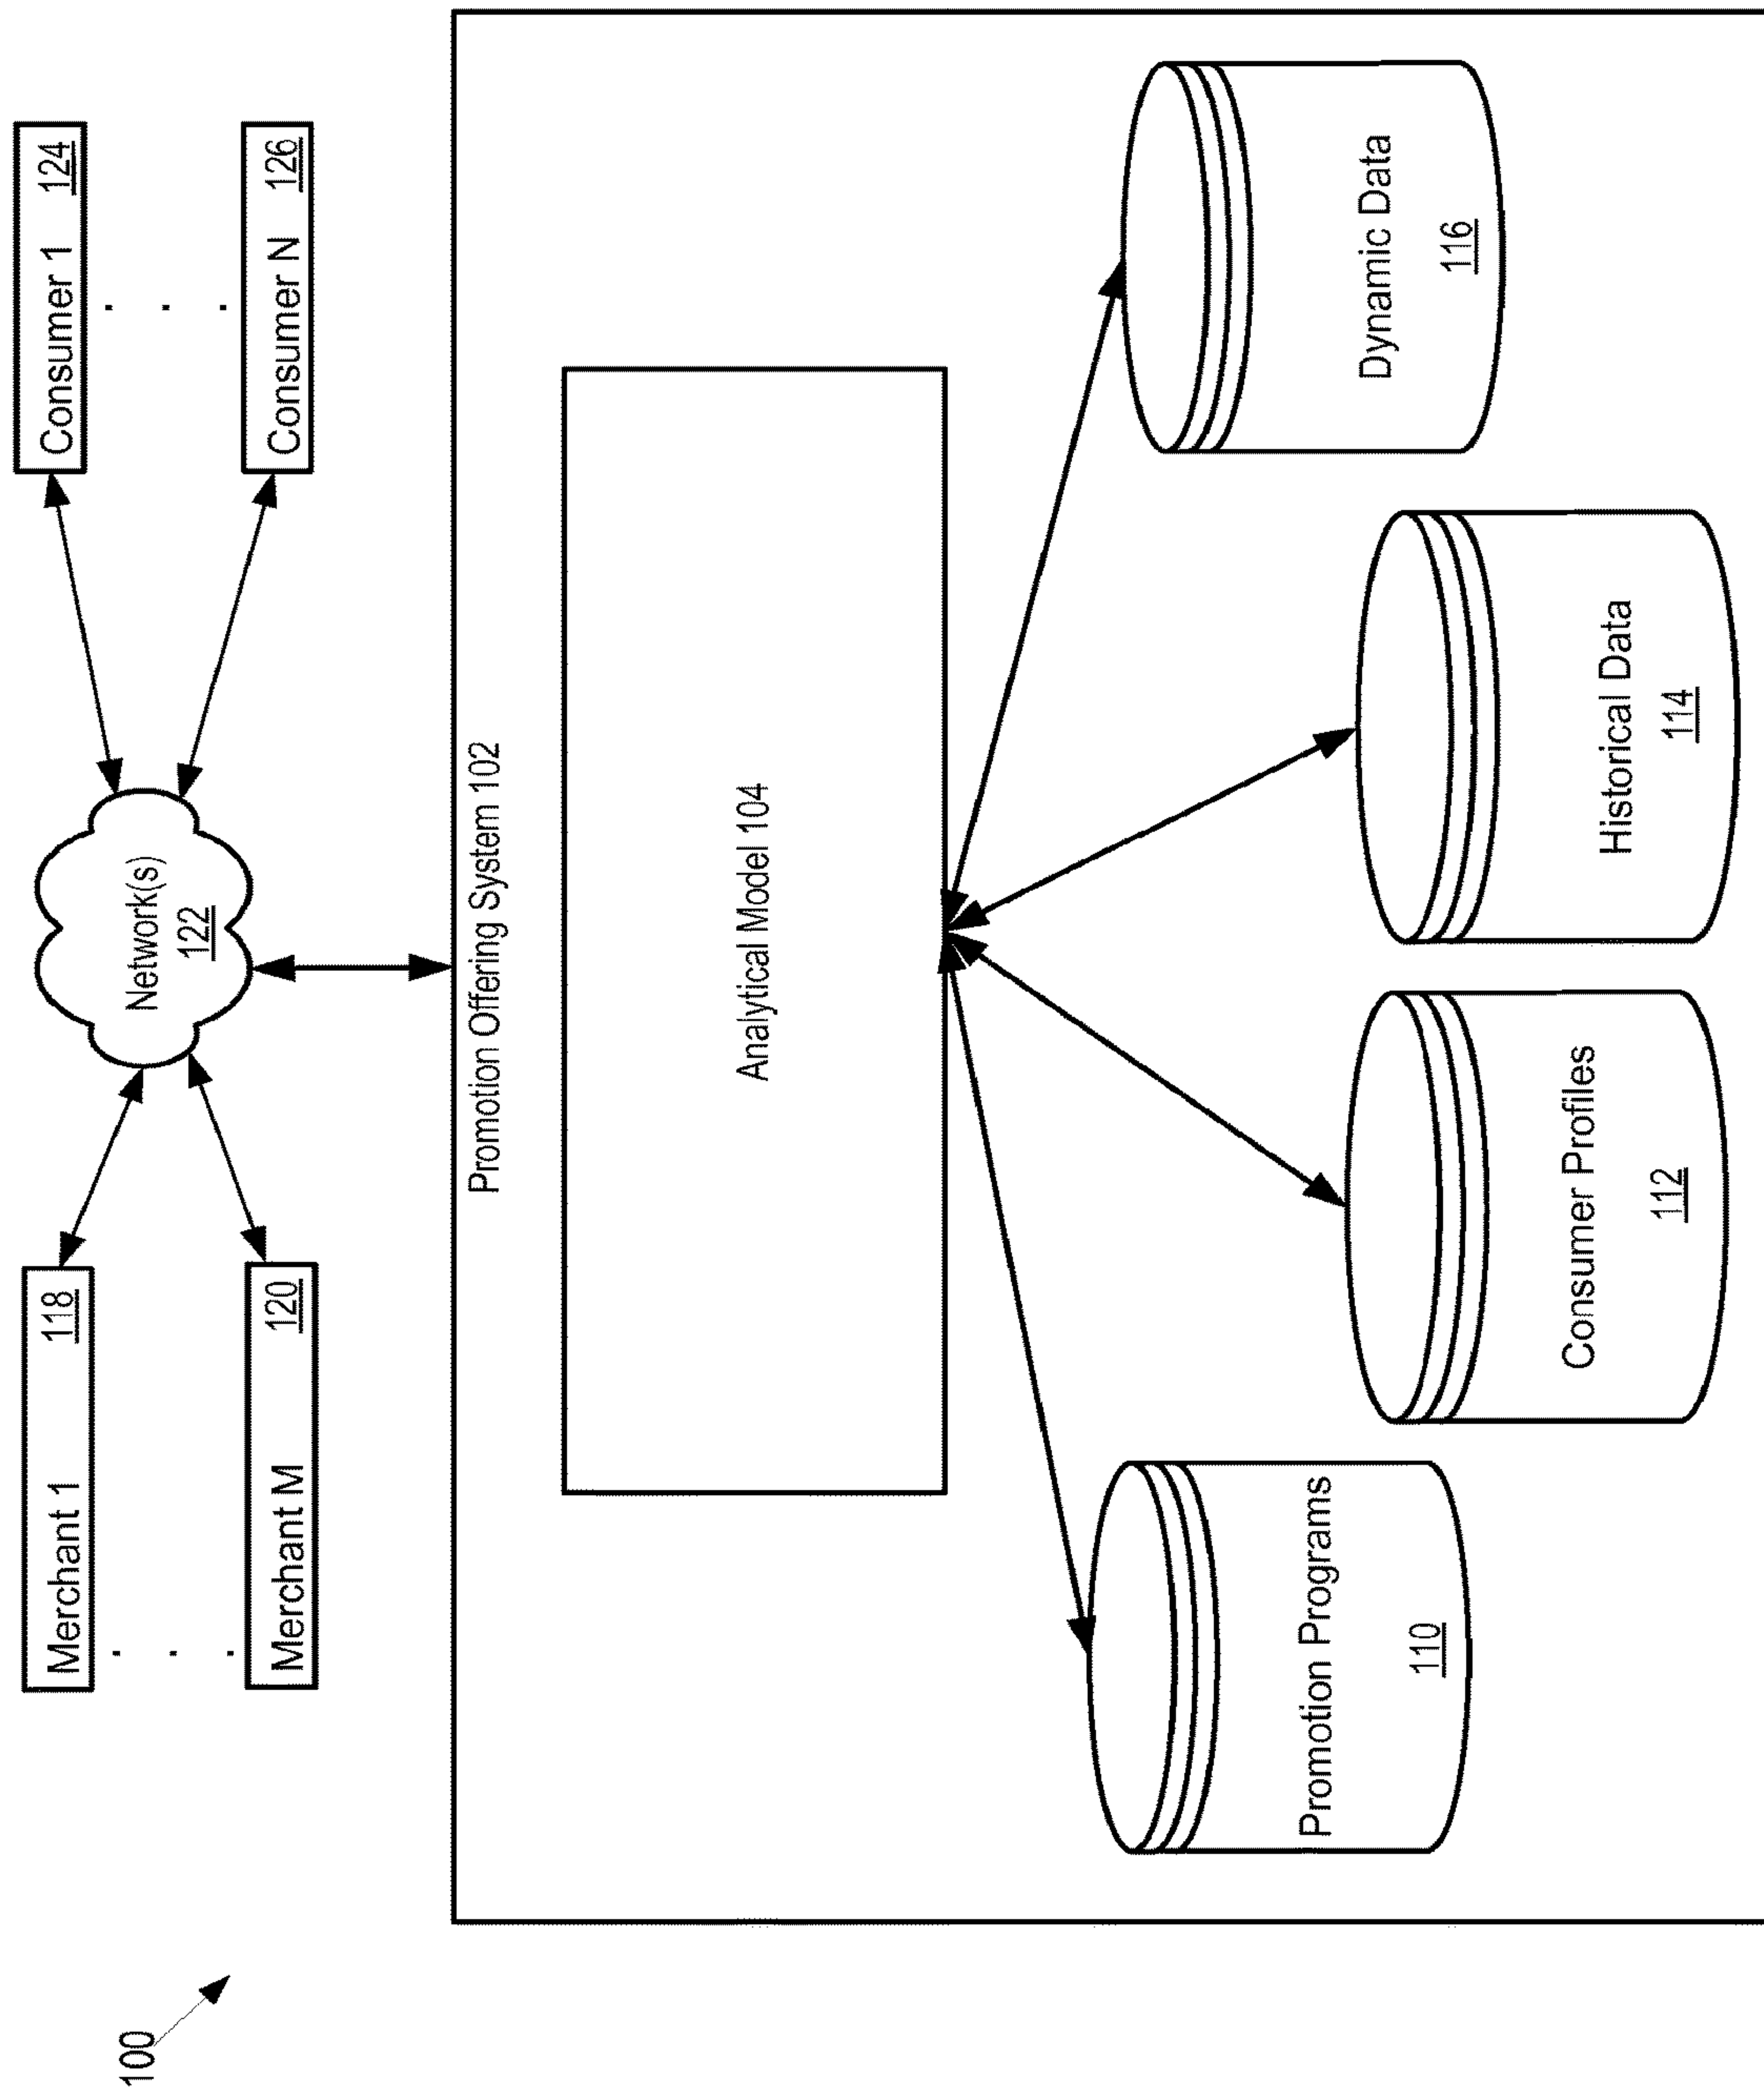 100
Merchant 1 118
. . .
Merchant M 120
Network(s)
122
Consumer 1 124
. . .
Consumer N 126
Promotion Offering System 102
Analytical Model 104
Promotion Programs
110
Consumer Profiles
112
Historical Data
114
Dynamic Data
116